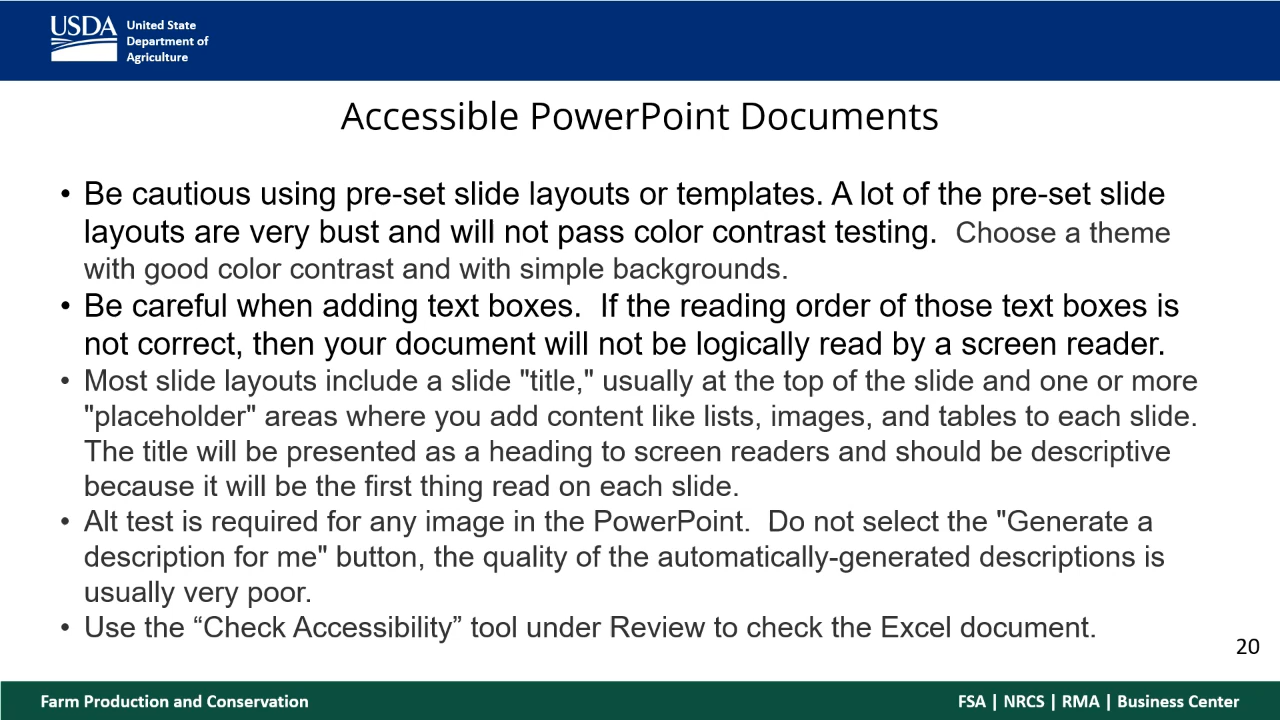 USDA
United State
Department of
Agriculture
Accessible PowerPoint Documents
• Be cautious using pre-set slide layouts or templates. A lot of the pre-set slide
layouts are very bust and will not pass color contrast testing.  Choose a theme
with good color contrast and with simple backgrounds.
• Be careful when adding text boxes.  If the reading order of those text boxes is
not correct, then your document will not be logically read by a screen reader.
• Most slide layouts include a slide "title," usually at the top of the slide and one or more
"placeholder" areas where you add content like lists, images, and tables to each slide.
The title will be presented as a heading to screen readers and should be descriptive
because it will be the first thing read on each slide.
• Alt test is required for any image in the PowerPoint.  Do not select the "Generate a
description for me" button, the quality of the automatically-generated descriptions is
usually very poor.
• Use the “Check Accessibility” tool under Review to check the Excel document.
20
Farm Production and Conservation
FSA | NRCS | RMA | Business Center